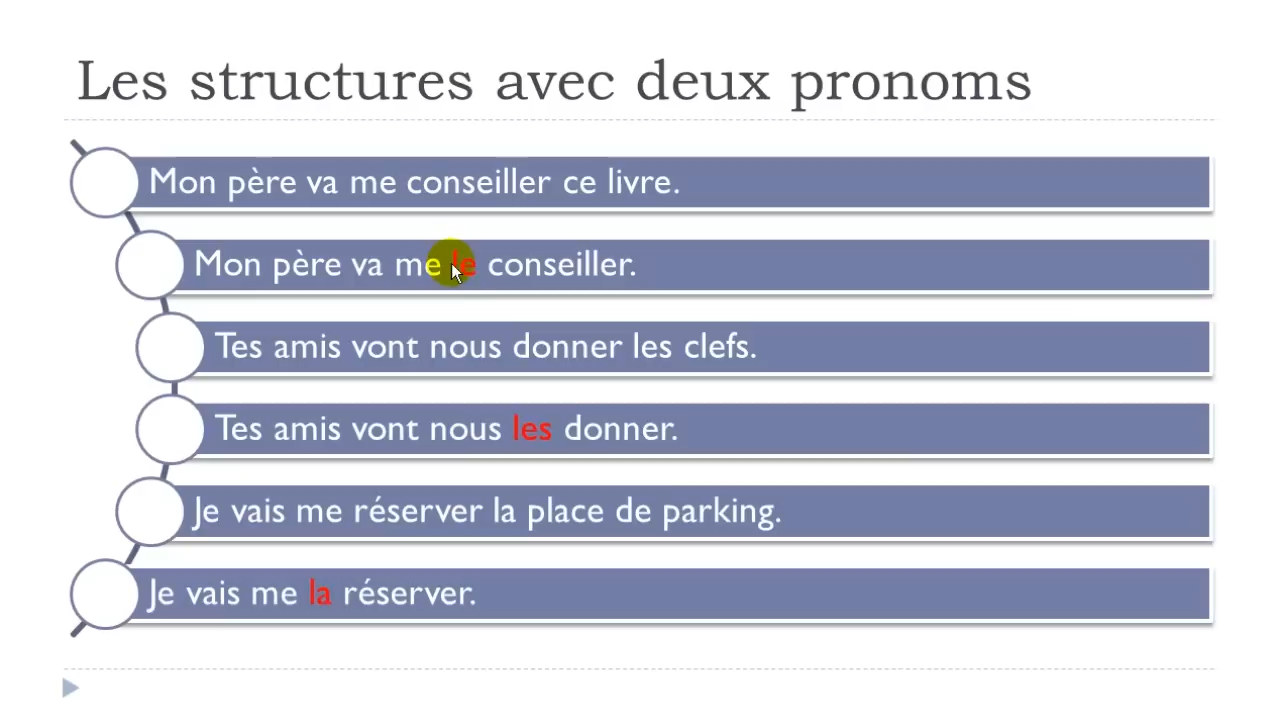 Les structures avec deux pronoms
Mon père va me conseiller ce livre.
Mon père va me le conseiller.
Tes amis vont nous donner les clefs.
Tes amis vont nous les donner.
Je vais me réserver la place de parking.
Je vais me la réserver.